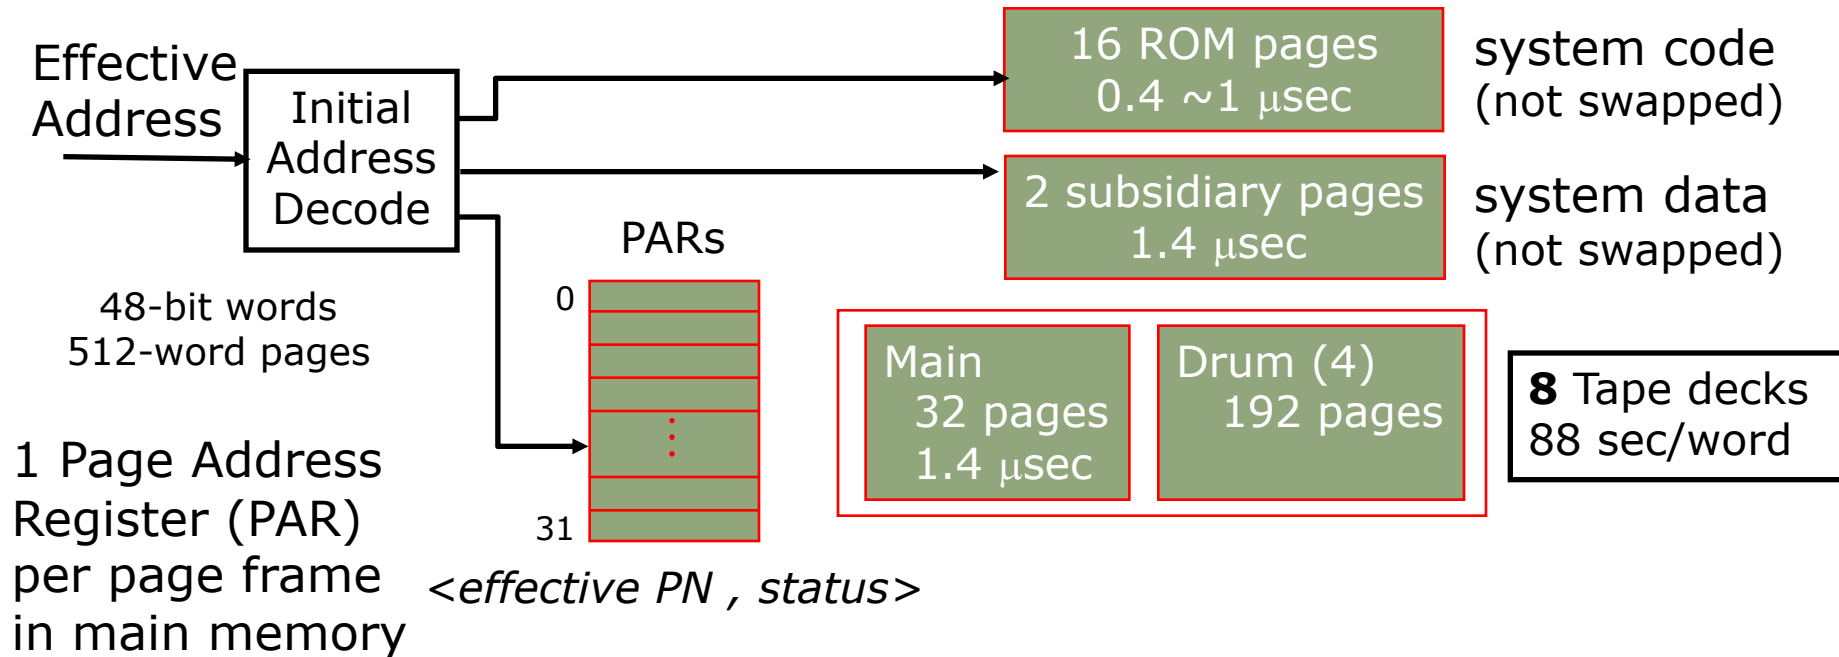 Effective
Address
Initial
Address
Decode
16 ROM pages
0.4 ~1 μsec
system code
(not swapped)
2 subsidiary pages
1.4 μsec
system data
(not swapped)
PARs
0
31
<effective PN , status>
48-bit words
512-word pages
1 Page Address
Register (PAR)
per page frame
in main memory
Main
32 pages
1.4 μsec
Drum (4)
192 pages
8 Tape decks
88 sec/word